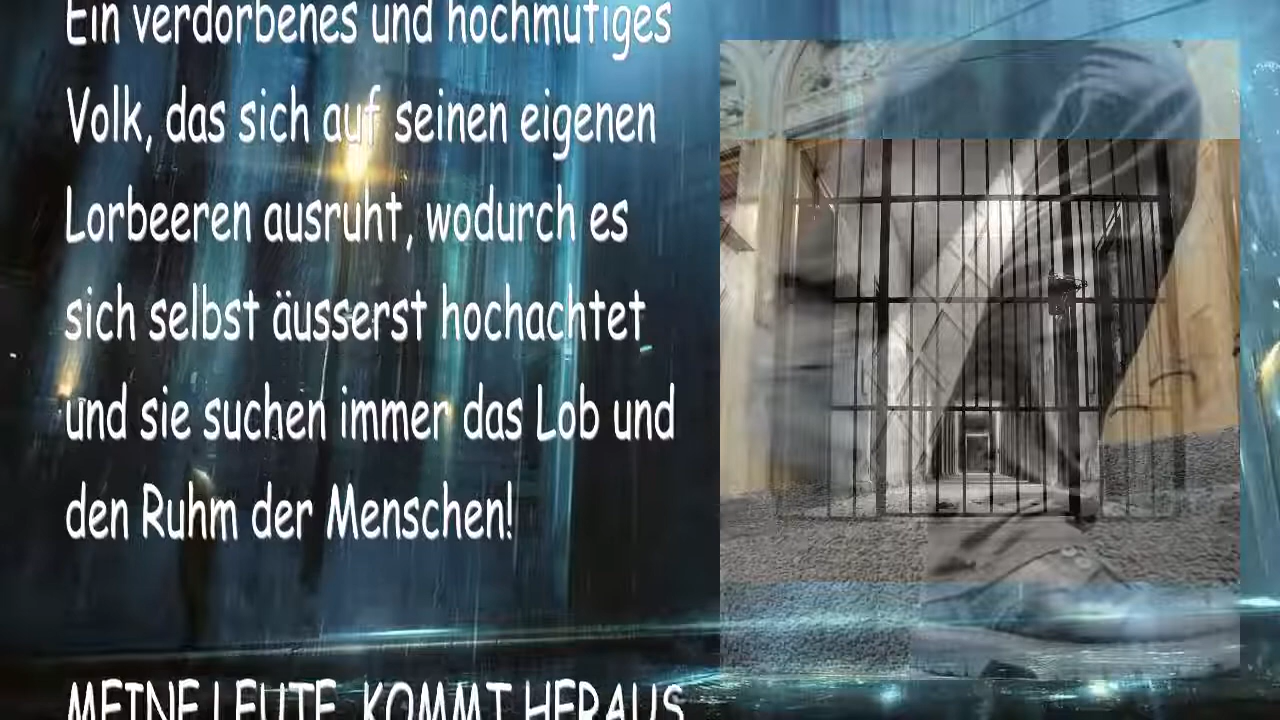 Ein verdorbenes und hochmütiges
Volk, das sich auf seinen eigenen
Lorbeeren ausruht, wodurch es
sich selbst äusserst hochachtet
und sie suchen immer das Lob und
den Ruhm der Menschen!
MEINE LEUTE, KOMMT HERAUS